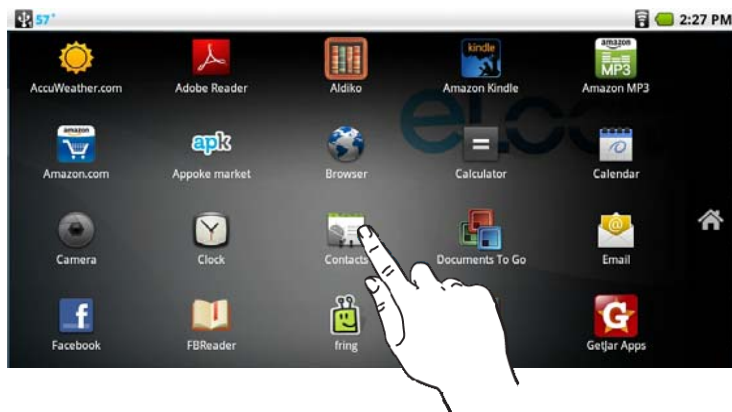 57° 2:27 PM
AccuWeather.com Adobe Reader Aldiko Amazon Kindle Amazon MP3
kindle amazon MP3
amazon apk
Amazon.com Appoke market Browser Calculator Calendar
Camera Clock Contacts Documents To Go Email
f G
Facebook FBReader fring GetJar Apps